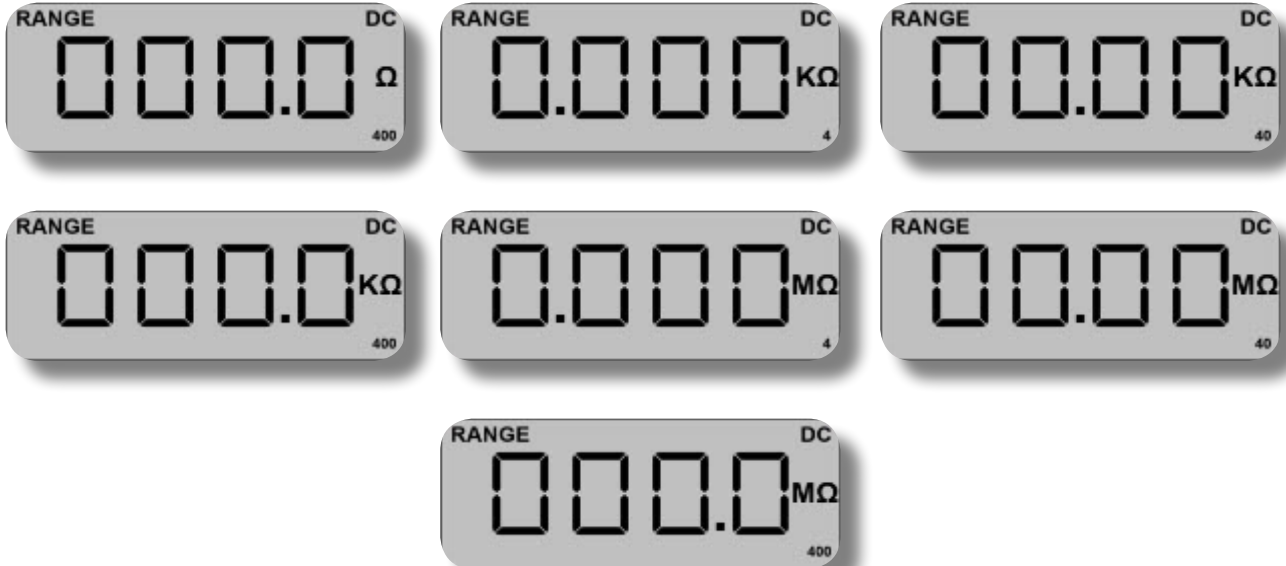 RANGE DC
000.0 Ω
400
RANGE DC
0.000 KΩ
4
RANGE DC
00.00 KΩ
40
RANGE DC
000.0 KΩ
400
RANGE DC
0.000 MΩ
4
RANGE DC
00.00 MΩ
40
RANGE DC
000.0 MΩ
400